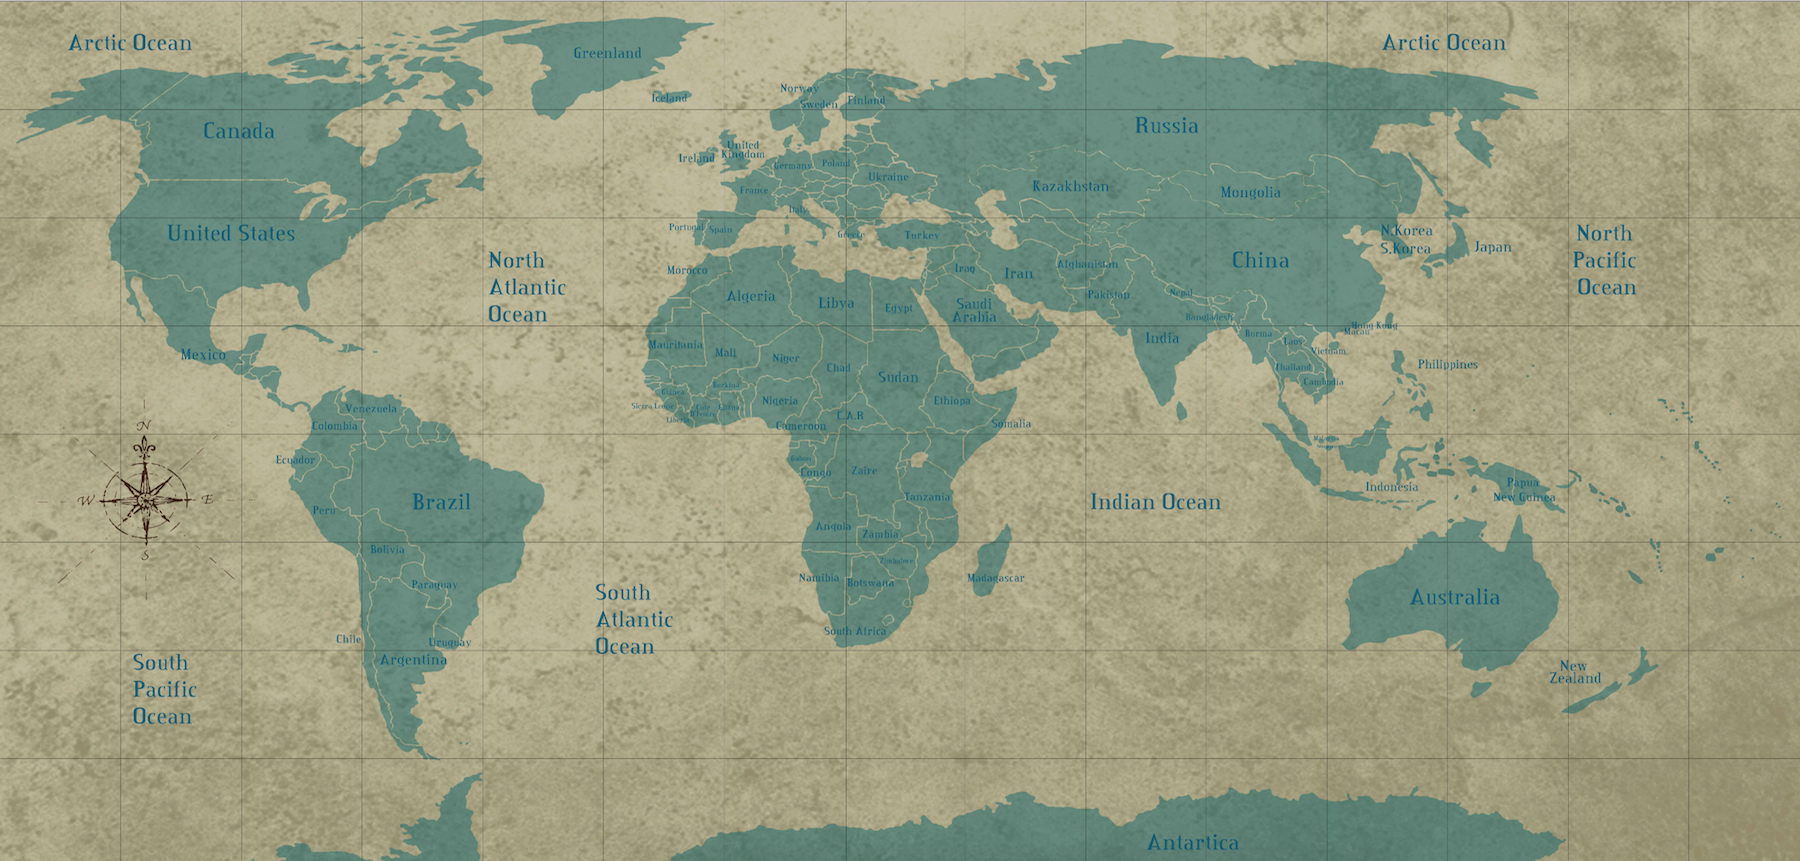 Arctic Ocean
Greenland
Arctic Ocean
Iceland
Norway
Sweden
Finland
Canada
Russia
United
Kingdom
Ireland
Germany
Poland
Ukraine
France
Kazakhstan
Mongolia
Italy
United States
Portugal
Spain
Greece
Turkey
N.Korea
S.Korea
Japan
North
Pacific
Ocean
North
Atlantic
Ocean
Morocco
Algeria
Libya
Egypt
Iraq
Iran
Afghanistan
Pakistan
Nepal
China
Saudi
Arabia
Bangladesh
India
Burma
Hong Kong
Macau
Laos
Vietnam
Thailand
Cambodia
Philippines
Mexico
Mauritania
Mali
Niger
Chad
Sudan
Burkina
Guinea
Sierra Leone
Liberia
Cote
D'Ivoire
Ghana
Nigeria
C.A.R
Cameroon
Ethiopa
Somalia
Venezuela
Colombia
Ecuador
N
W
E
S
Peru
Brazil
Gabon
Congo
Zaire
Tanzania
Indian Ocean
Malaysia
Indonesia
Papua
New Guinea
Bolivia
Angola
Zambia
Zimbabwe
Namibia
Botswana
Madagascar
Paraguay
South
Atlantic
Ocean
Australia
Chile
Uruguay
Argentina
South Africa
South
Pacific
Ocean
New
Zealand
Antartica